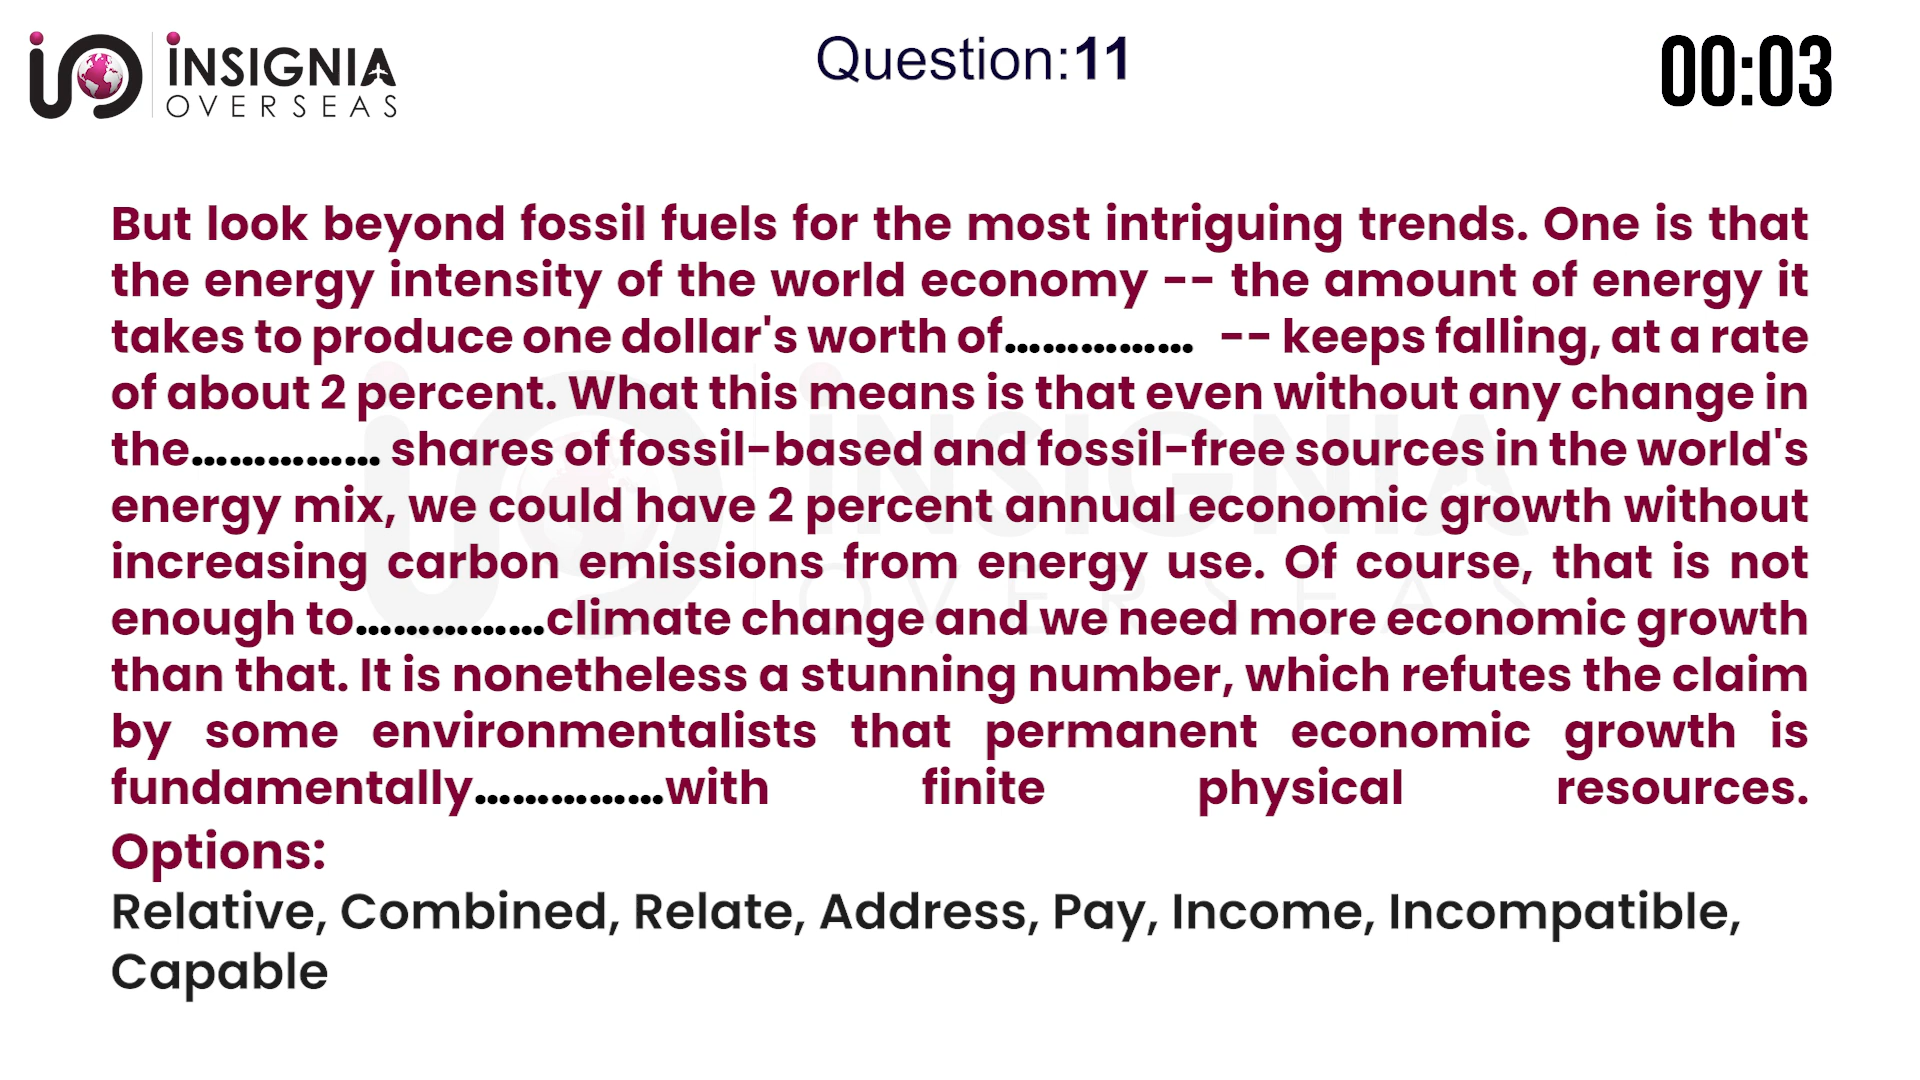 INSIGNIA
OVERSEAS
Question:11
00:03
But look beyond fossil fuels for the most intriguing trends. One is that
the energy intensity of the world economy -- the amount of energy it
takes to produce one dollar's worth of............... -- keeps falling, at a rate
of about 2 percent. What this means is that even without any change in
the............... shares of fossil-based and fossil-free sources in the world's
energy mix, we could have 2 percent annual economic growth without
increasing carbon emissions from energy use. Of course, that is not
enough to...............climate change and we need more economic growth
than that. It is nonetheless a stunning number, which refutes the claim
by some environmentalists that permanent economic growth is
fundamentally...............with finite physical resources.
Options:
Relative, Combined, Relate, Address, Pay, Income, Incompatible,
Capable